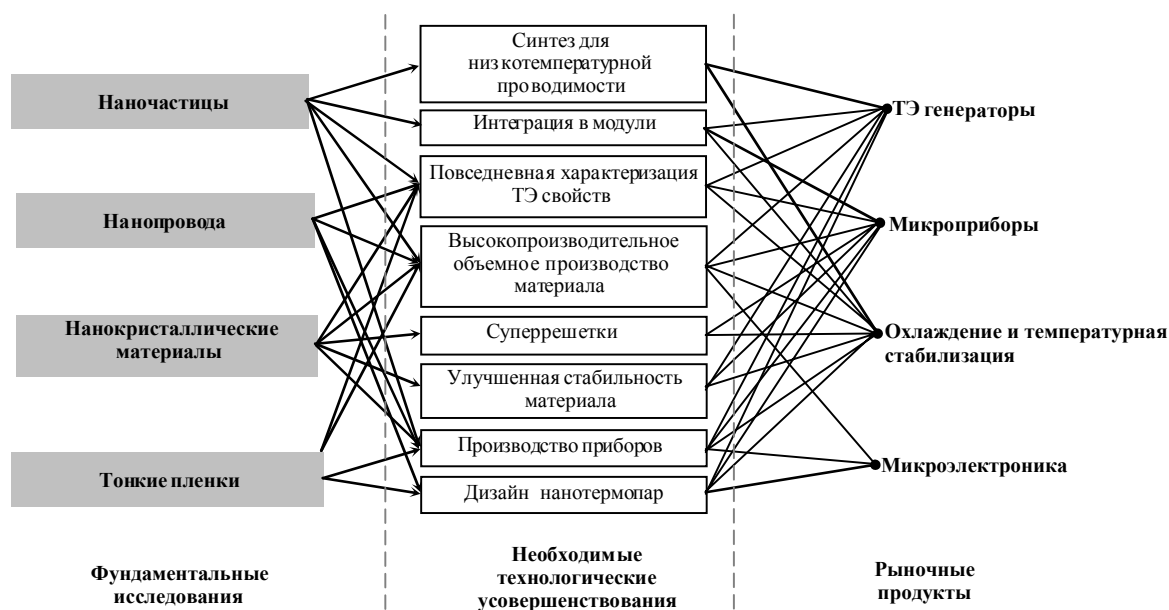 Наночастицы
Нанопровода
Нанокристаллические
материалы
Тонкие пленки
Фундаментальные
исследования
Синтез для
низкотемпературной
проводимости
Интеграция в модули
Повседневная характеризация
ТЭ свойств
Высокопроизводительное
объемное производство
материала
Суперрешетки
Улучшенная стабильность
материала
Производство приборов
Дизайн нанотермопар
Необходимые
технологические
усовершенствования
ТЭ генераторы
Микроприборы
Охлаждение и температурная
стабилизация
Микроэлектроника
Рыночные
продукты